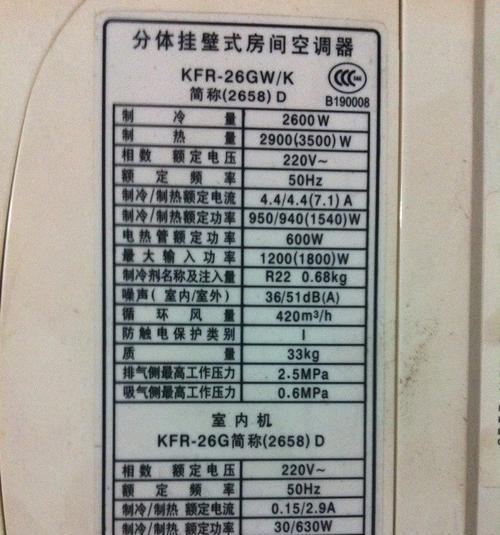 分体挂壁式房间空调器
KFR-26GW/K
简称(2658)D
CCC
B190008
制 冷 量 2600W
制 热 量 2900(3500)W
相数 额定电压 220V~
额 定 频 率 50Hz
制冷/制热额定电流 4.4/4.4(7.1)A
制冷/制热额定功率 950/940(1540)W
电热管额定功率 600W
最大输入功率 1200(1800)W
制冷剂名称及注入量 R22 0.68kg
噪声(室内/室外) 36/51dB(A)
循 环 风 量 420m³/h
防触电保护类别 I
质 量 33kg
排气侧最高工作压力 2.5MPa
吸气侧最高工作压力 0.6MPa
室内机
KFR-26G简称(2658)D
相数 额定电压 220V~
额 定 频 率 50Hz
制冷/制热额定电流 0.15/2.9A
制冷/制热 额定功率 30/630W